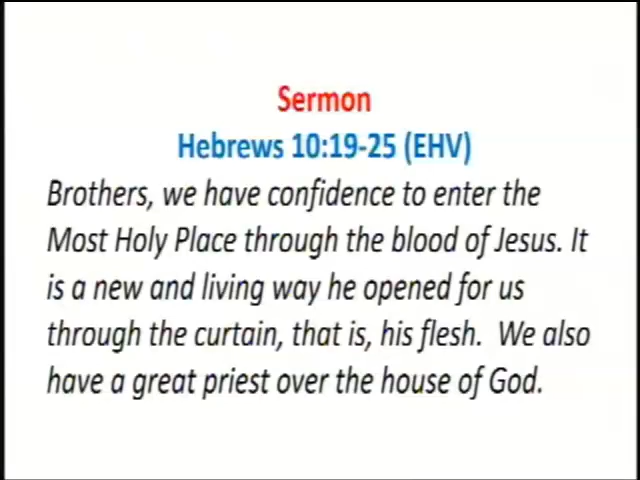 Sermon
Hebrews 10:19-25 (EHV)
Brothers, we have confidence to enter the
Most Holy Place through the blood of Jesus. It
is a new and living way he opened for us
through the curtain, that is, his flesh.  We also
have a great priest over the house of God.